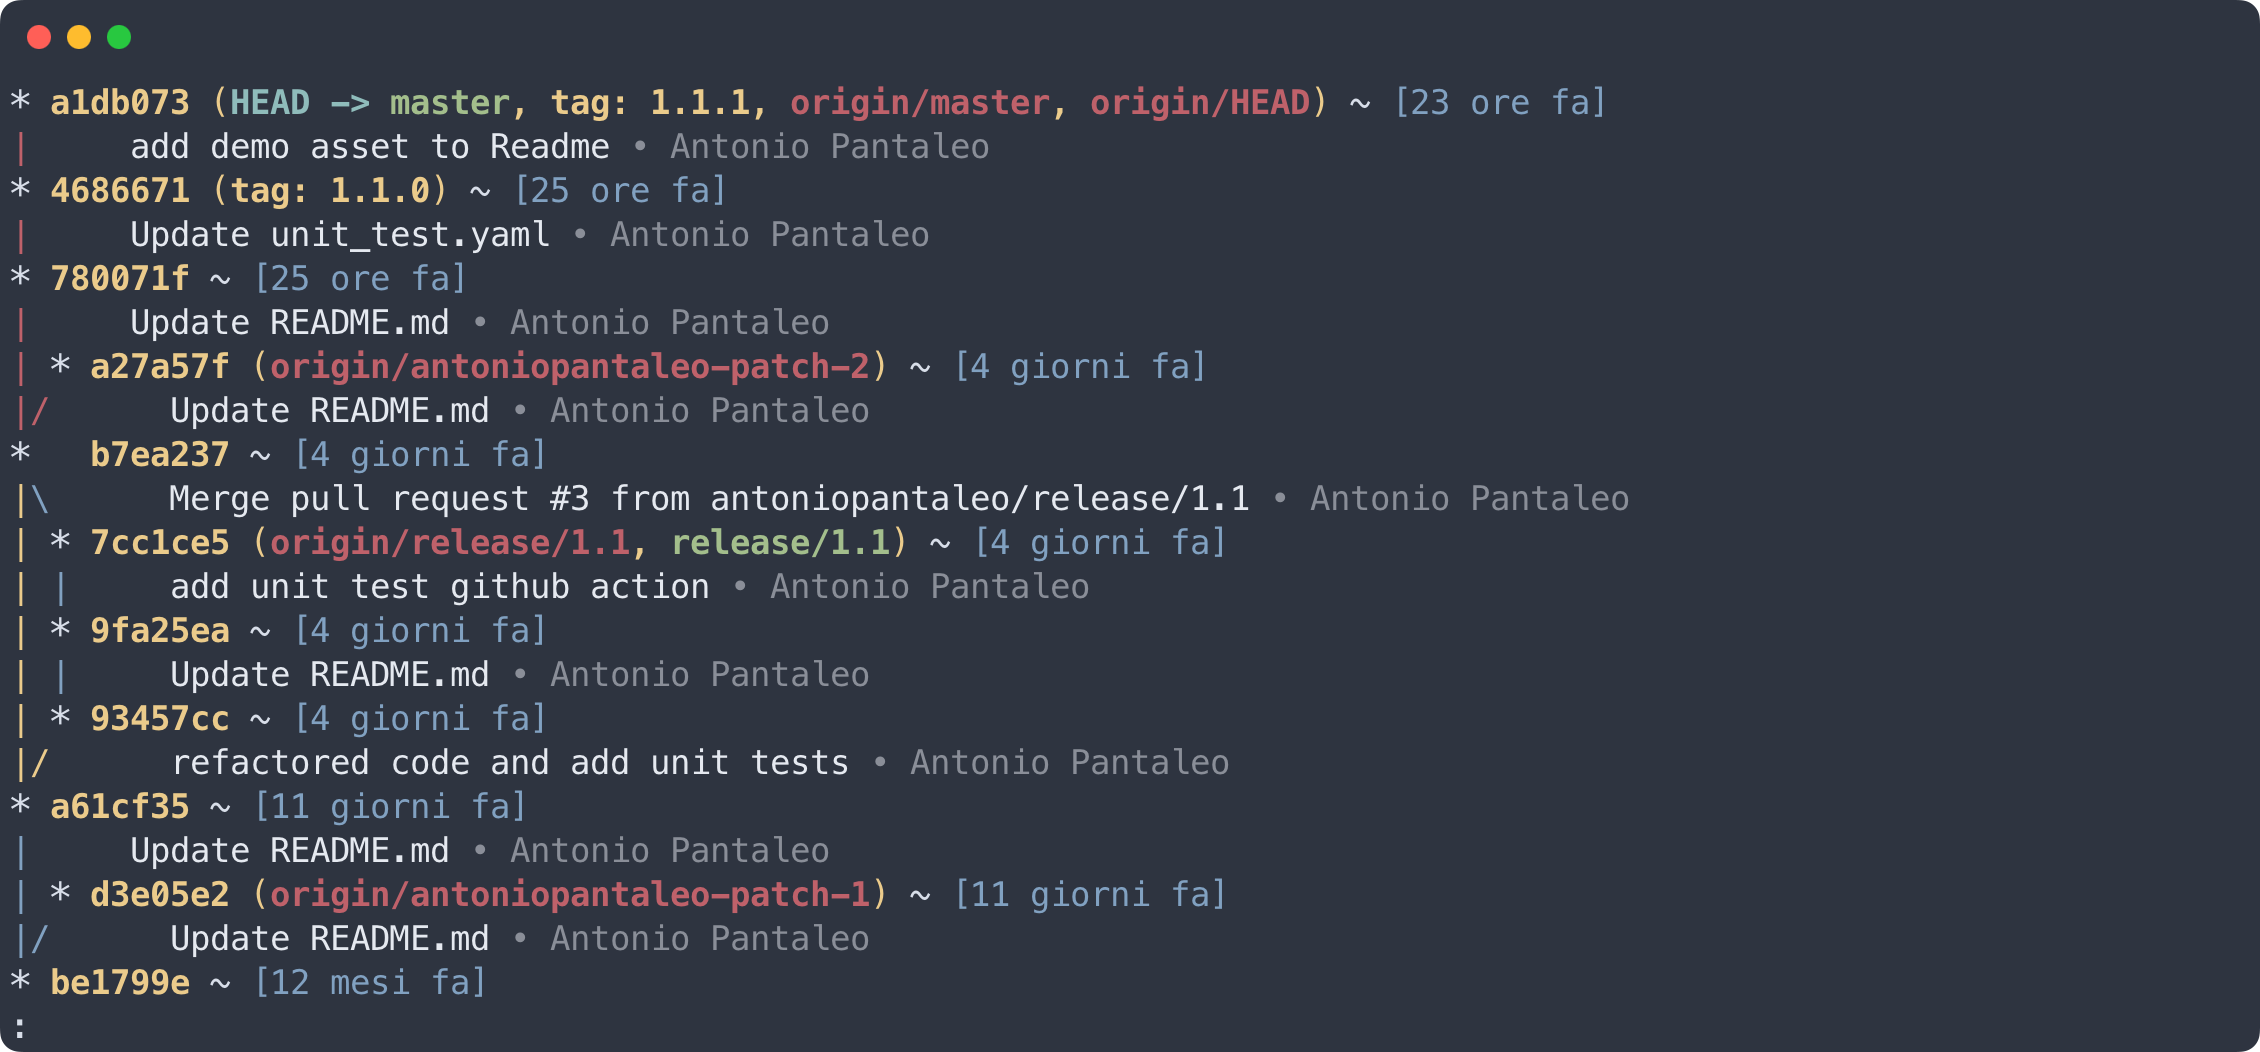 * a1db073 (HEAD -> master, tag: 1.1.1, origin/master, origin/HEAD) ~ [23 ore fa]
|     add demo asset to Readme • Antonio Pantaleo
* 4686671 (tag: 1.1.0) ~ [25 ore fa]
|     Update unit_test.yaml • Antonio Pantaleo
* 780071f ~ [25 ore fa]
|     Update README.md • Antonio Pantaleo
| * a27a57f (origin/antoniopantaleo-patch-2) ~ [4 giorni fa]
|/      Update README.md • Antonio Pantaleo
*   b7ea237 ~ [4 giorni fa]
|\      Merge pull request #3 from antoniopantaleo/release/1.1 • Antonio Pantaleo
| * 7cc1ce5 (origin/release/1.1, release/1.1) ~ [4 giorni fa]
| |     add unit test github action • Antonio Pantaleo
| * 9fa25ea ~ [4 giorni fa]
| |     Update README.md • Antonio Pantaleo
| * 93457cc ~ [4 giorni fa]
|/      refactored code and add unit tests • Antonio Pantaleo
* a61cf35 ~ [11 giorni fa]
|     Update README.md • Antonio Pantaleo
| * d3e05e2 (origin/antoniopantaleo-patch-1) ~ [11 giorni fa]
|/      Update README.md • Antonio Pantaleo
* be1799e ~ [12 mesi fa]
: